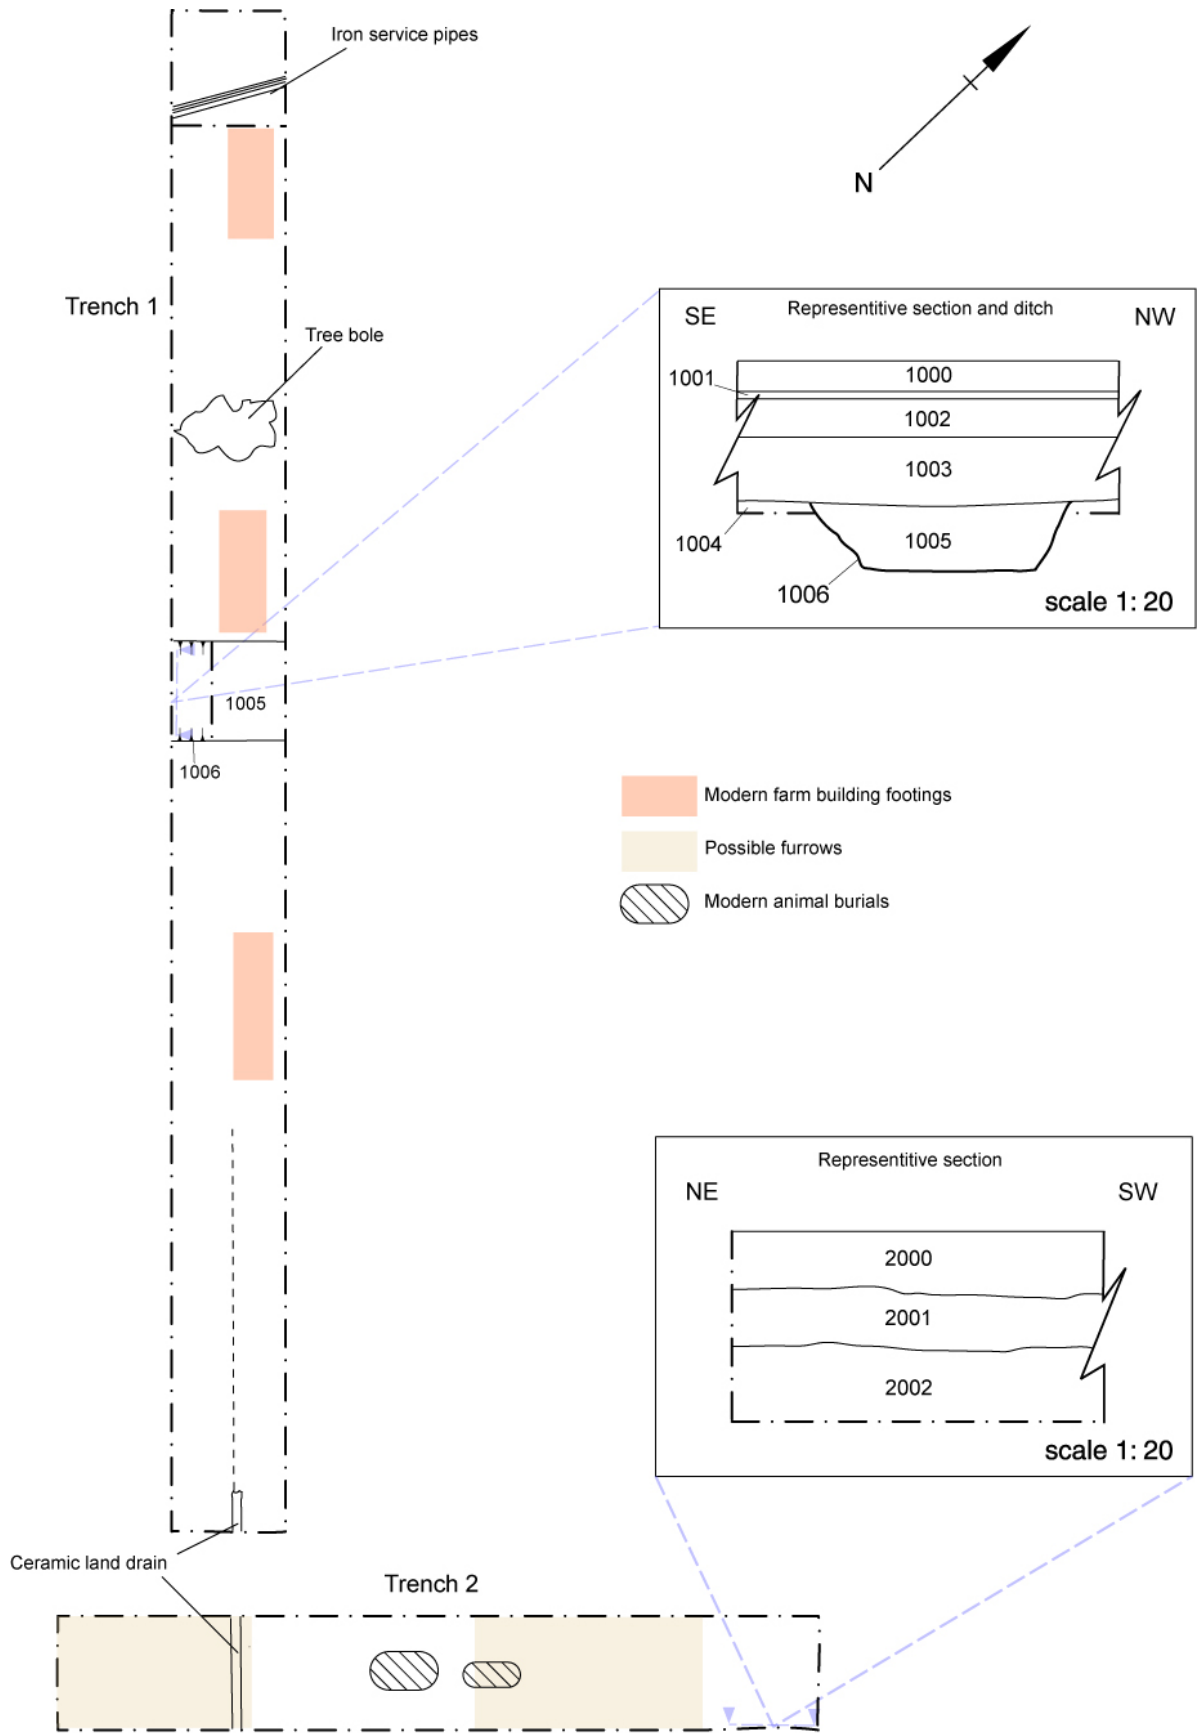 Iron service pipes
N
Trench 1
Tree bole
Representitive section and ditch
SE
NW
1000
1001
1002
1003
1004
1005
1006
scale 1: 20
1005
1006
Modern farm building footings
Possible furrows
Modern animal burials
Representitive section
NE
SW
2000
2001
2002
scale 1: 20
Ceramic land drain
Trench 2